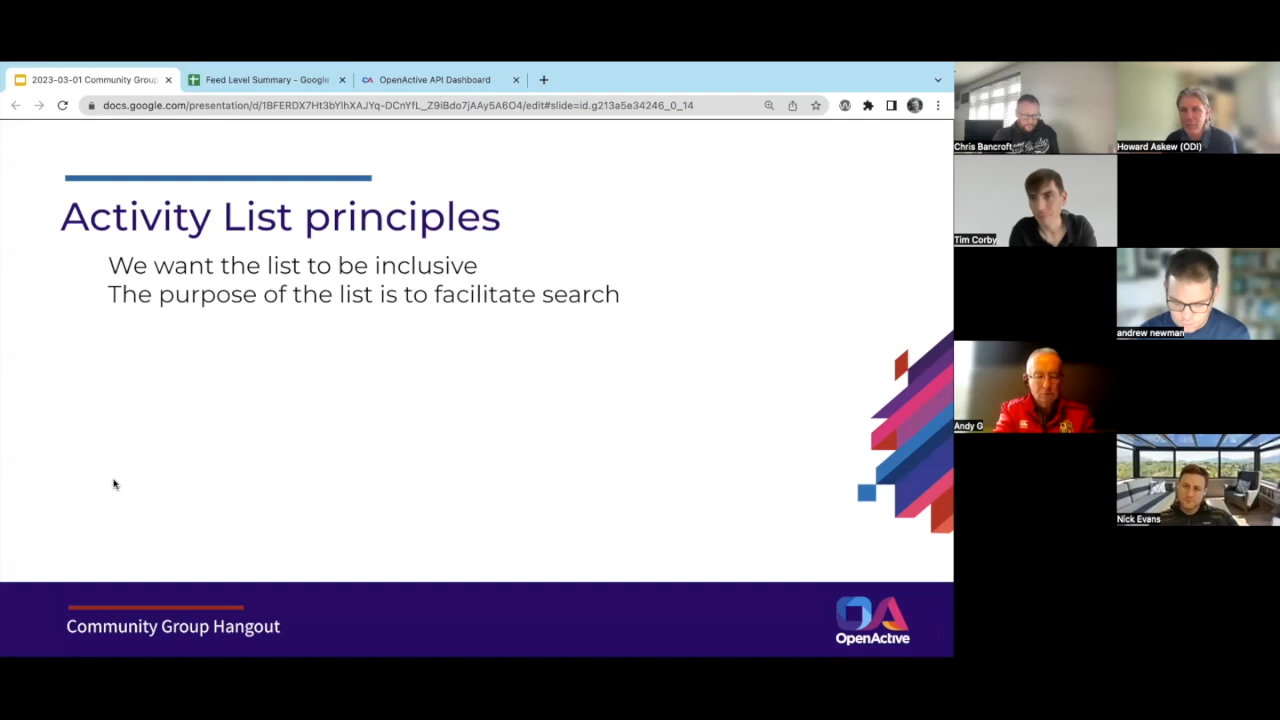 2023-03-01 Community Group
Feed Level Summary - Google
OpenActive API Dashboard
docs.google.com/presentation/d/1BFERDX7Ht3bYlhXAJYq-DCnYfL_Z9iBdo7jAAy5A6O4/edit#slide=id.g213a5e34246_0_14
Activity List principles
We want the list to be inclusive
The purpose of the list is to facilitate search
Community Group Hangout
OA
OpenActive
Chris Bancroft
Howard Askew (ODI)
Tim Corby
andrew newman
Andy G
Nick Evans